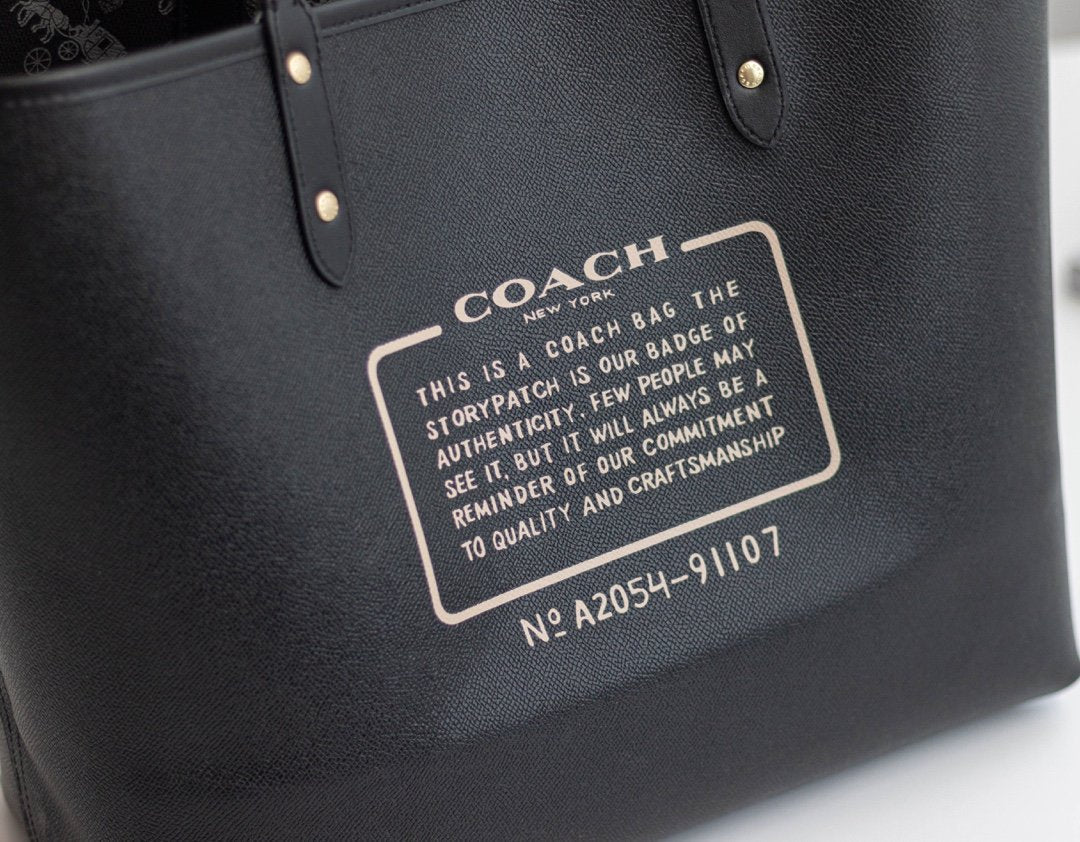 COACH
NEW YORK
THIS IS A COACH BAG THE
STORYPATCH IS OUR BADGE OF
AUTHENTICITY. FEW PEOPLE MAY
SEE IT, BUT IT WILL ALWAYS BE A
REMINDER OF OUR COMMITMENT
TO QUALITY AND CRAFTSMANSHIP
Nº A2054-91107